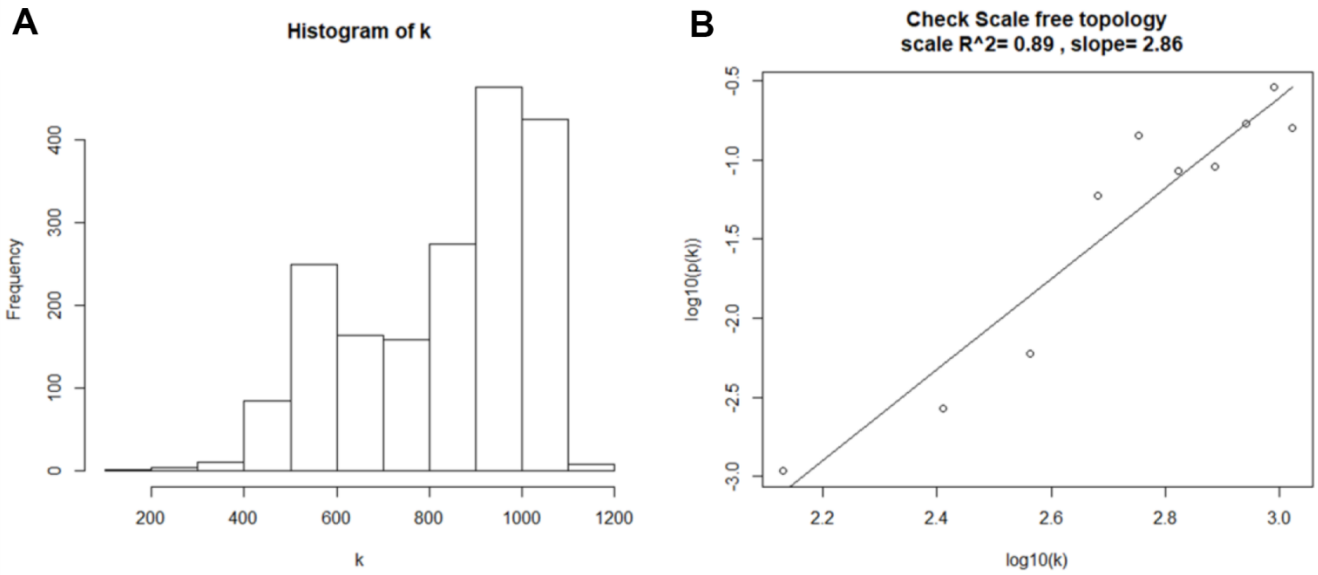 A
Histogram of k
Frequency
400
300
200
100
0
200 400 600 800 1000 1200
k
B
Check Scale free topology
scale R^2= 0.89 , slope= 2.86
log10(p(k))
-0.5
-1.0
-1.5
-2.0
-2.5
-3.0
2.2 2.4 2.6 2.8 3.0
log10(k)